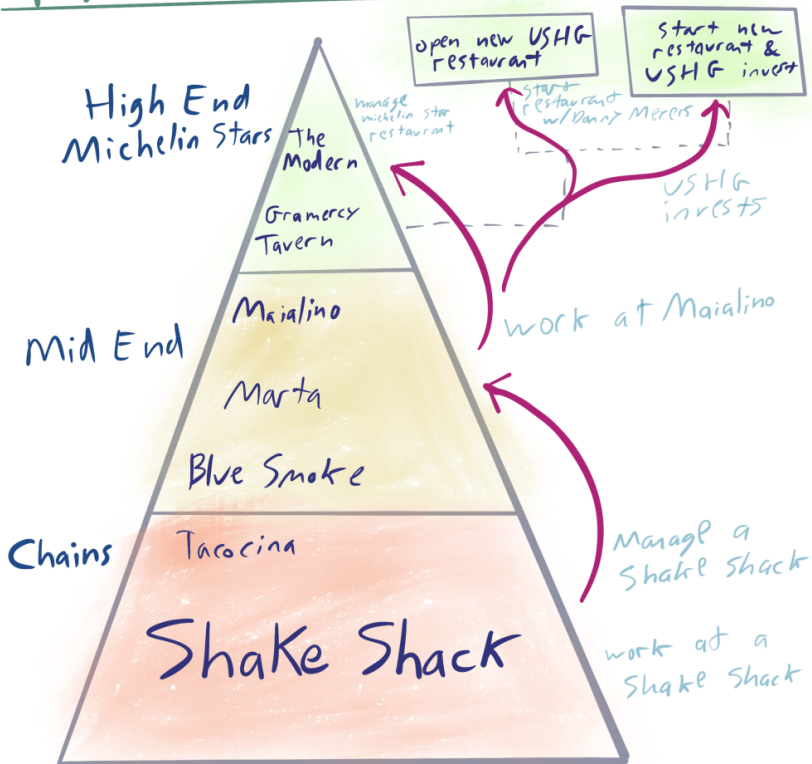 open new USHG
restaurant
start new
restaurant &
USHG invest
High End
Michelin Stars
manage
michelin star
restaurant
start
restaurant
w/Danny Merers
The
Modern
USHG
invests
Gramercy
Tavern
Maialino
work at Maialino
Mid End
Marta
Blue Smoke
Chains
Tacocina
Manage a
Shake Shack
Shake Shack
work at a
Shake Shack